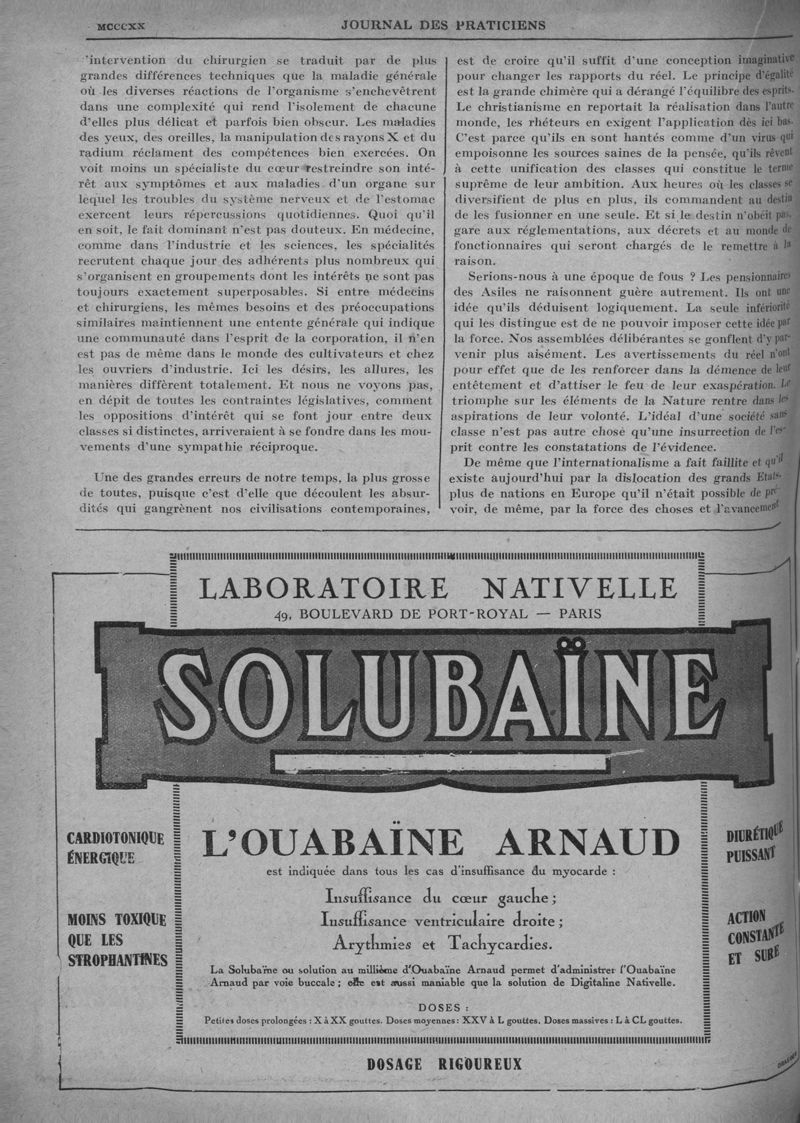 MCCCXX
JOURNAL DES PRATICIENS
'intervention du chirurgien se traduit par de plus
grandes différences techniques que la maladie générale
où les diverses réactions de l'organisme s'enchevêtrent
dans une complexité qui rend l'isolement de chacune
d'elles plus délicat et parfois bien obscur. Les maladies
des yeux, des oreilles, la manipulation des rayons X et du
radium réclament des compétences bien exercées. On
voit moins un spécialiste du cœur restreindre son inté-
rêt aux symptômes et aux maladies d'un organe sur
lequel les troubles du système nerveux et de l'estomac
exercent leurs répercussions quotidiennes. Quoi qu'il
en soit, le fait dominant n'est pas douteux. En médecine,
comme dans l'industrie et les sciences, les spécialités
recrutent chaque jour des adhérents plus nombreux qui
s'organisent en groupements dont les intérêts ne sont pas
toujours exactement superposables. Si entre médecins
et chirurgiens, les mêmes besoins et des préoccupations
similaires maintiennent une entente générale qui indique
une communauté dans l'esprit de la corporation, il n'en
est pas de même dans le monde des cultivateurs et chez
les ouvriers d'industrie. Ici les désirs, les allures, les
manières diffèrent totalement. Et nous ne voyons pas,
en dépit de toutes les contraintes législatives, comment
les oppositions d'intérêt qui se font jour entre deux
classes si distinctes, arriveraient à se fondre dans les mou-
vements d'une sympathie réciproque.
Une des grandes erreurs de notre temps, la plus grosse
de toutes, puisque c'est d'elle que découlent les absur-
dités qui gangrènent nos civilisations contemporaines,
est de croire qu'il suffit d'une conception imaginative
pour changer les rapports du réel. Le principe d'égalité
est la grande chimère qui a dérangé l'équilibre des esprits.
Le christianisme en reportait la réalisation dans l'autre
monde, les rhéteurs en exigent l'application dès ici bas.
C'est parce qu'ils en sont hantés comme d'un virus qui
empoisonne les sources saines de la pensée, qu'ils rêvent
à cette unification des classes qui constitue le terme
suprême de leur ambition. Aux heures où les classes se
diversifient de plus en plus, ils commandent au destin
de les fusionner en une seule. Et si le destin n'obéit pas,
gare aux réglementations, aux décrets et au monde de
fonctionnaires qui seront chargés de le remettre à la
raison.
Serions-nous à une époque de fous ? Les pensionnaires
des Asiles ne raisonnent guère autrement. Ils ont une
idée qu'ils déduisent logiquement. La seule infériorité
qui les distingue est de ne pouvoir imposer cette idée par
la force. Nos assemblées délibérantes se gonflent d'y par-
venir plus aisément. Les avertissements du réel n'ont
pour effet que de les renforcer dans la démence de leur
entêtement et d'attiser le feu de leur exaspération. Le
triomphe sur les éléments de la Nature rentre dans les
aspirations de leur volonté. L'idéal d'une société sans
classe n'est pas autre chose qu'une insurrection de l'es-
prit contre les constatations de l'évidence.
De même que l'internationalisme a fait faillite et qu'il
existe aujourd'hui par la dislocation des grands Etats-
plus de nations en Europe qu'il n'était possible de pré-
voir, de même, par la force des choses et l'avancement
LABORATOIRE NATIVELLE
49, BOULEVARD DE PORT-ROYAL — PARIS
SOLUBAÏNE
CARDIOTONIQUE
ÉNERGIQUE
MOINS TOXIQUE
QUE LES
STROPHANTINES
L'OUABAÏNE ARNAUD
est indiquée dans tous les cas d'insuffisance du myocarde :
Insuffisance du cœur gauche ;
Insuffisance ventriculaire droite ;
Arythmies et Tachycardies.
La Solubaïne ou solution au millième d'Ouabaïne Arnaud permet d'administrer l'Ouabaïne
Arnaud par voie buccale ; elle est aussi maniable que la solution de Digitaline Nativelle.
DOSES :
Petites doses prolongées : X à XX gouttes. Doses moyennes : XXV à L gouttes. Doses massives : L à CL gouttes.
DIURÉTIQUE
PUISSANT
ACTION
CONSTANTE
ET SURE
DOSAGE RIGOUREUX